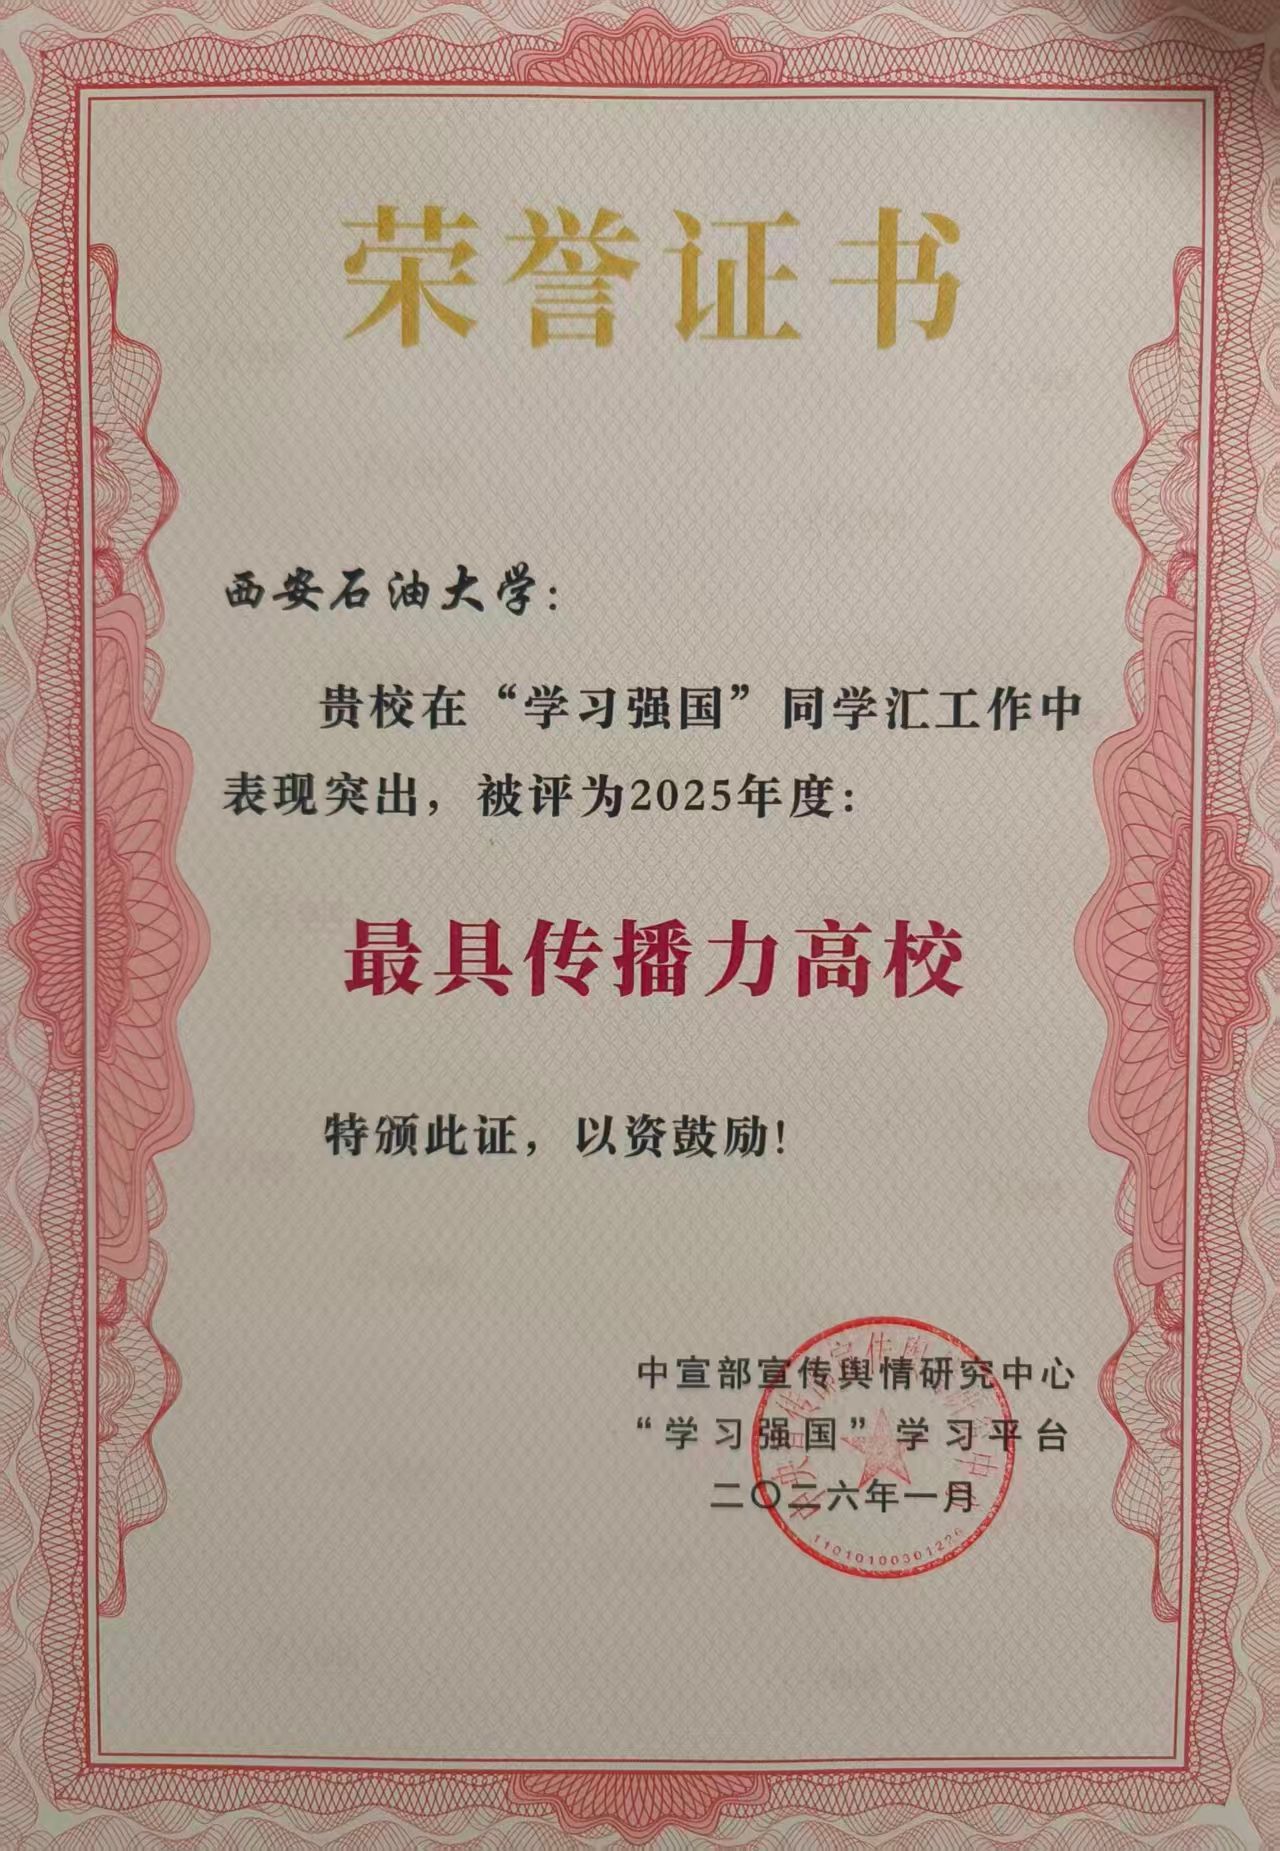 荣誉证书
西安石油大学：
贵校在“学习强国”同学汇工作中
表现突出，被评为2025年度：
最具传播力高校
特颁此证，以资鼓励！
中宣部宣传舆情研究中心
“学习强国”学习平台
二〇二六年一月
11010100301226